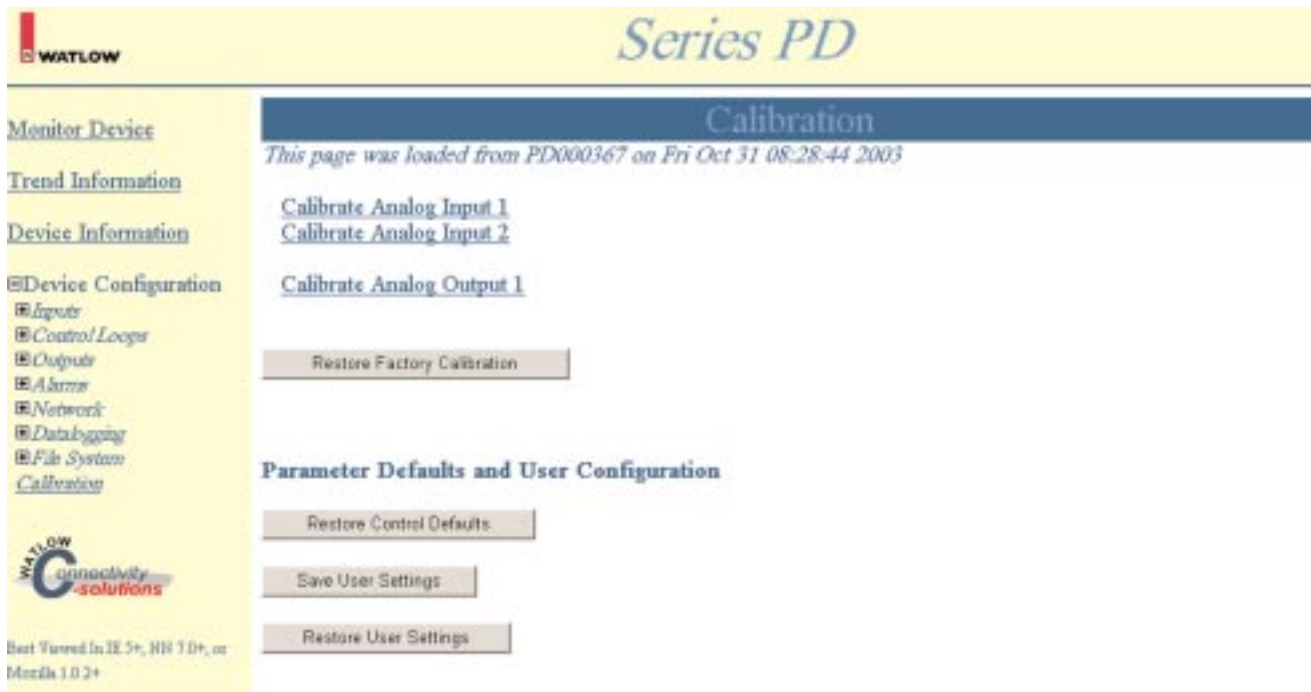 WATLOW
Series PD
Monitor Device
Trend Information
Device Information
Device Configuration
Inputs
Control Loops
Outputs
Alarms
Network
Datalogging
File System
Calibration
WATLOW
Connectivity
-solutions
Best Viewed In IE 5+, NN 7.0+, or
Mozilla 1.0.2+
Calibration
This page was loaded from PD000367 on Fri Oct 31 08:28:44 2003
Calibrate Analog Input 1
Calibrate Analog Input 2
Calibrate Analog Output 1
Restore Factory Calibration
Parameter Defaults and User Configuration
Restore Control Defaults
Save User Settings
Restore User Settings